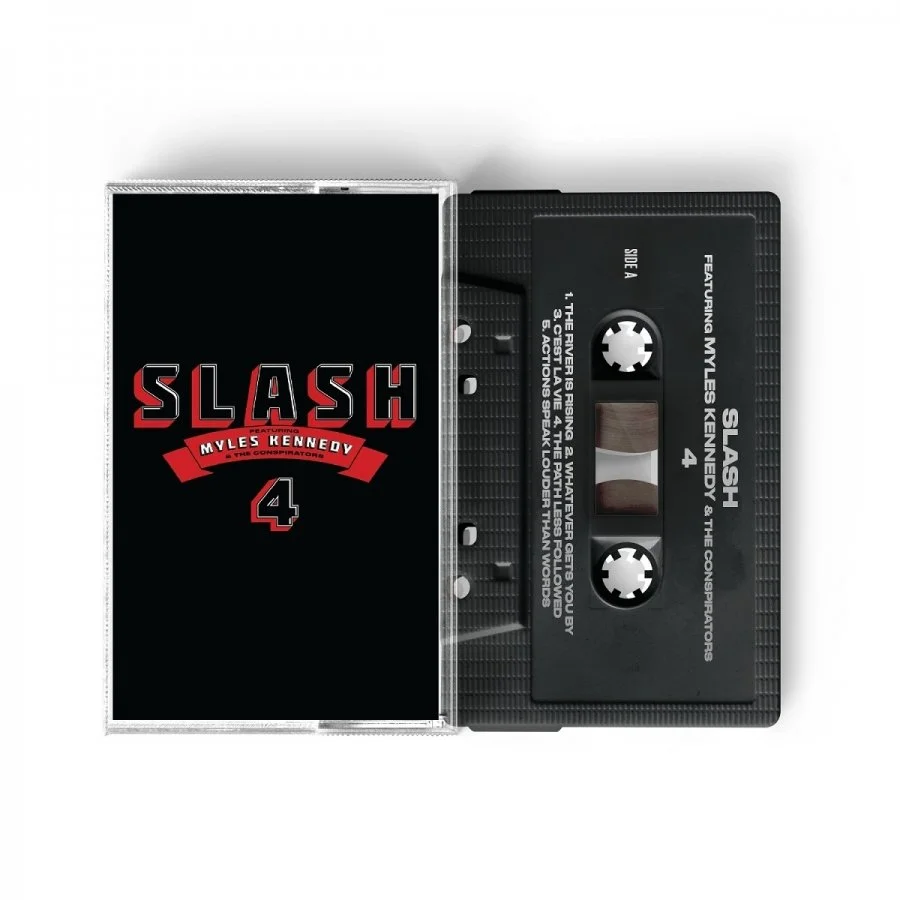 SLASH
FEATURING
MYLES KENNEDY
& THE CONSPIRATORS
4
SLASH
FEATURING MYLES KENNEDY & THE CONSPIRATORS
4
SIDE A
1. THE RIVER IS RISING 2. WHATEVER GETS YOU BY
3. C'EST LA VIE 4. THE PATH LESS FOLLOWED
5. ACTIONS SPEAK LOUDER THAN WORDS